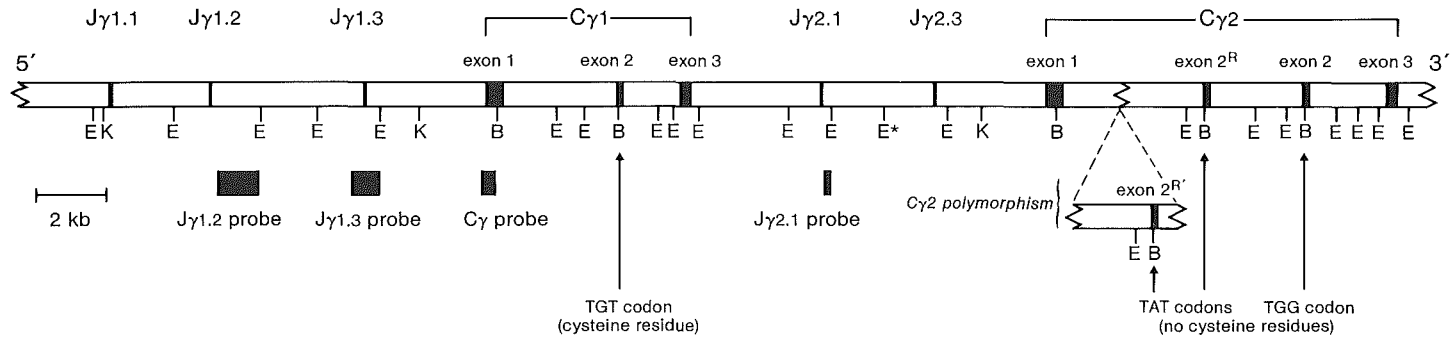 Jγ1.1 Jγ1.2 Jγ1.3 Cγ1 Jγ2.1 Jγ2.3 Cγ2
5′ exon 1 exon 2 exon 3 exon 1 exon 2ᴿ exon 2 exon 3 3′
E K E E E E K B E E B E E E E E E* E K B E B E E B E E E E
2 kb
Jγ1.2 probe Jγ1.3 probe Cγ probe Jγ2.1 probe
Cγ2 polymorphism
exon 2ᴿ′
E B
TGT codon
(cysteine residue)
TAT codons TGG codon
(no cysteine residues)